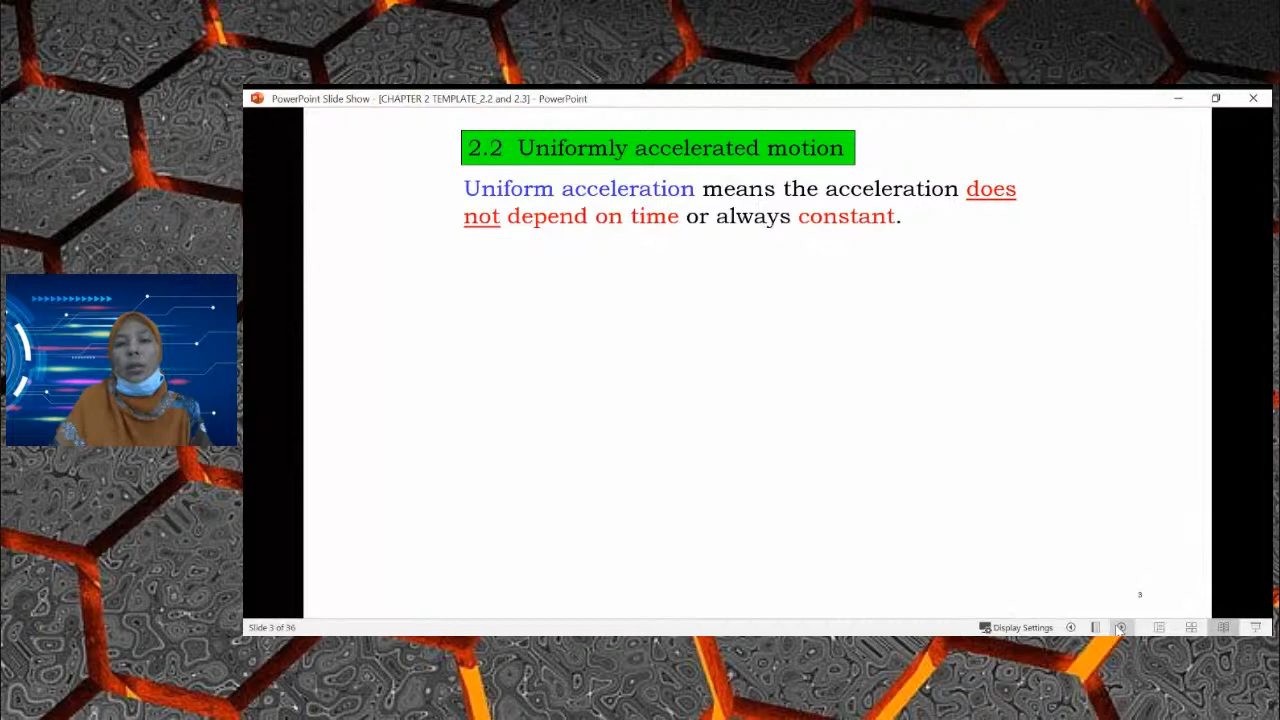 PowerPoint Slide Show - [CHAPTER 2 TEMPLATE_2.2 and 2.3] - PowerPoint
2.2 Uniformly accelerated motion
Uniform acceleration means the acceleration does
not depend on time or always constant.
3
Slide 3 of 36
Display Settings